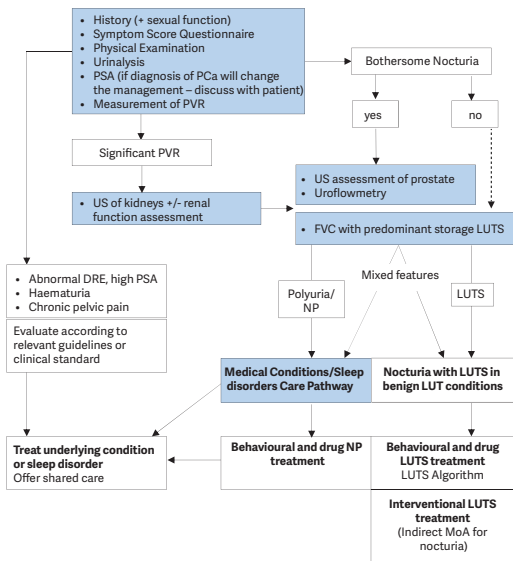 • History (+ sexual function)
• Symptom Score Questionnaire
• Physical Examination
• Urinalysis
• PSA (if diagnosis of PCa will change
the management – discuss with patient)
• Measurement of PVR
Bothersome Nocturia
yes
no
Significant PVR
• US assessment of prostate
• Uroflowmetry
• US of kidneys +/- renal
function assessment
• FVC with predominant storage LUTS
• Abnormal DRE, high PSA
• Haematuria
• Chronic pelvic pain
Evaluate according to
relevant guidelines or
clinical standard
Polyuria/
NP
Mixed features
LUTS
Medical Conditions/Sleep
disorders Care Pathway
Nocturia with LUTS in
benign LUT conditions
Treat underlying condition
or sleep disorder
Offer shared care
Behavioural and drug NP
treatment
Behavioural and drug
LUTS treatment
LUTS Algorithm
Interventional LUTS
treatment
(Indirect MoA for
nocturia)